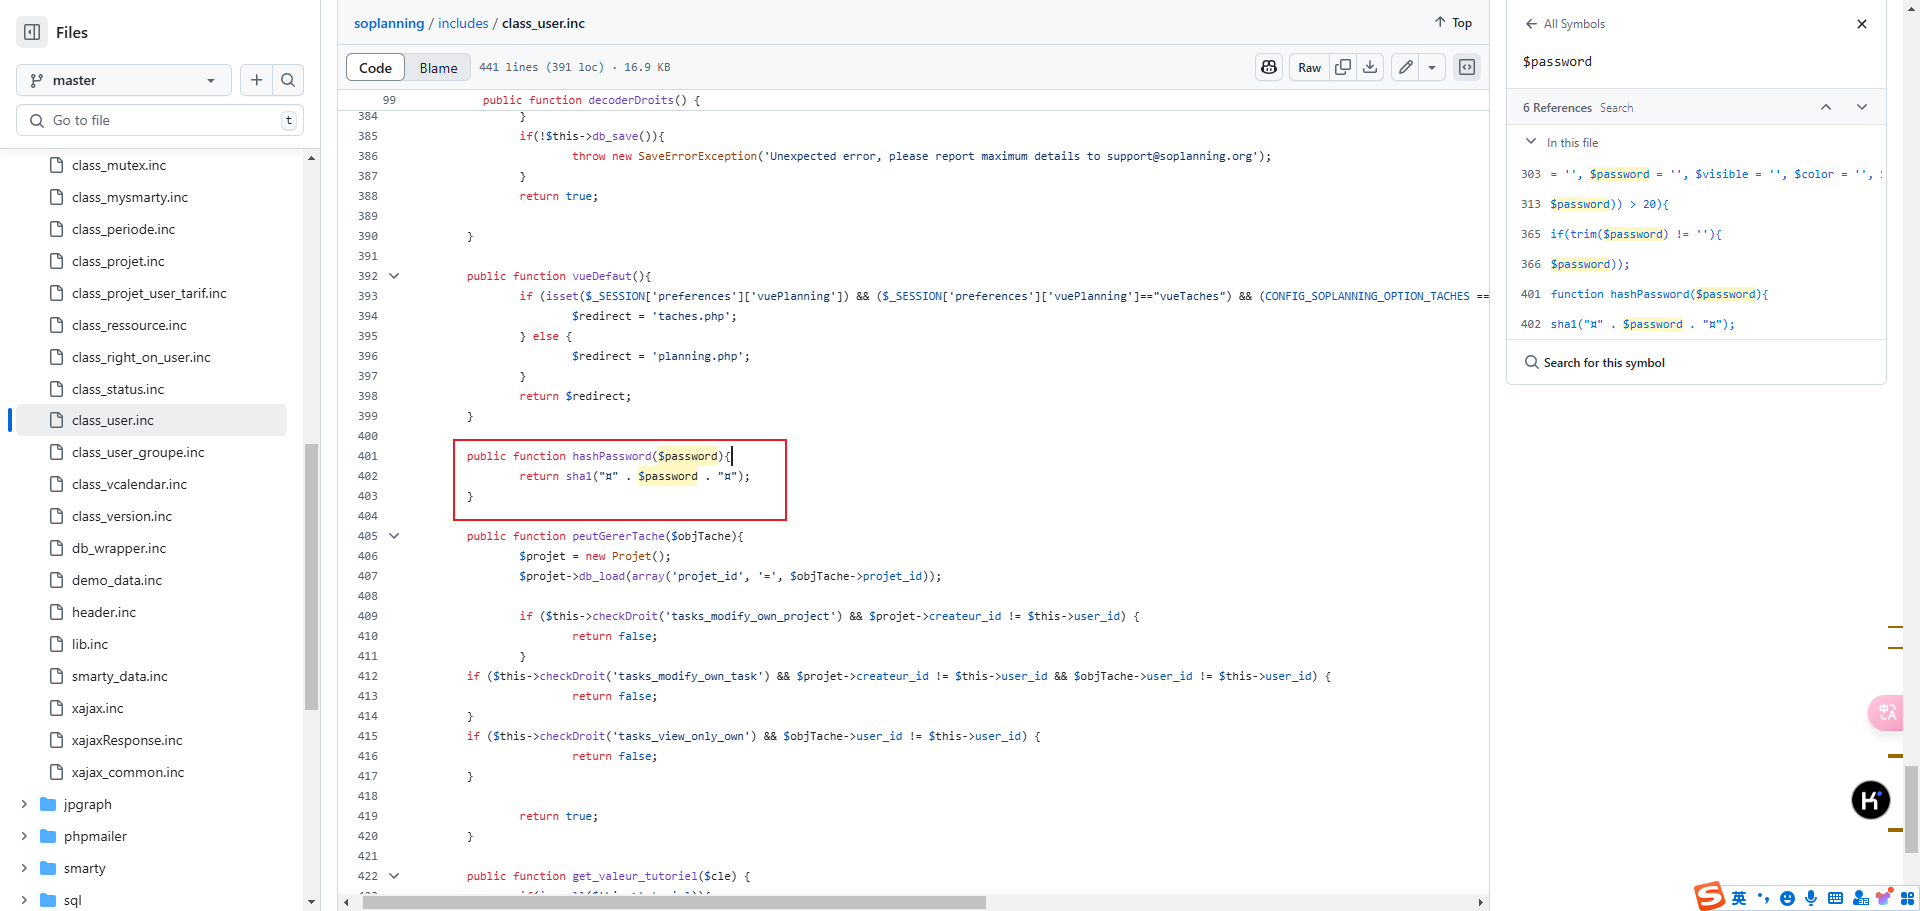 Files
master
Go to file
t
class_mutex.inc
class_mysmarty.inc
class_periode.inc
class_projet.inc
class_projet_user_tarif.inc
class_ressource.inc
class_right_on_user.inc
class_status.inc
class_user.inc
class_user_groupe.inc
class_vcalendar.inc
class_version.inc
db_wrapper.inc
demo_data.inc
header.inc
lib.inc
smarty_data.inc
xajax.inc
xajaxResponse.inc
xajax_common.inc
jpgraph
phpmailer
smarty
sql
soplanning / includes / class_user.inc
Top
Code Blame 441 lines (391 loc) · 16.9 KB
Raw
99 public function decoderDroits() {
384 }
385 if(!$this->db_save()){
386 throw new SaveErrorException('Unexpected error, please report maximum details to support@soplanning.org');
387 }
388 return true;
389
390 }
391
392 public function vueDefaut(){
393 if (isset($_SESSION['preferences']['vuePlanning']) && ($_SESSION['preferences']['vuePlanning']=="vueTaches") && (CONFIG_SOPLANNING_OPTION_TACHES ==
394 $redirect = 'taches.php';
395 } else {
396 $redirect = 'planning.php';
397 }
398 return $redirect;
399 }
400
401 public function hashPassword($password){
402 return sha1("¤" . $password . "¤");
403 }
404
405 public function peutGererTache($objTache){
406 $projet = new Projet();
407 $projet->db_load(array('projet_id', '=', $objTache->projet_id));
408
409 if ($this->checkDroit('tasks_modify_own_project') && $projet->createur_id != $this->user_id) {
410 return false;
411 }
412 if ($this->checkDroit('tasks_modify_own_task') && $projet->createur_id != $this->user_id && $objTache->user_id != $this->user_id) {
413 return false;
414 }
415 if ($this->checkDroit('tasks_view_only_own') && $objTache->user_id != $this->user_id) {
416 return false;
417 }
418
419 return true;
420 }
421
422 public function get_valeur_tutoriel($cle) {
All Symbols
$password
6 References Search
In this file
303 = '', $password = '', $visible = '', $color = '',
313 $password)) > 20){
365 if(trim($password) != ''){
366 $password));
401 function hashPassword($password){
402 sha1("¤" . $password . "¤");
Search for this symbol
英